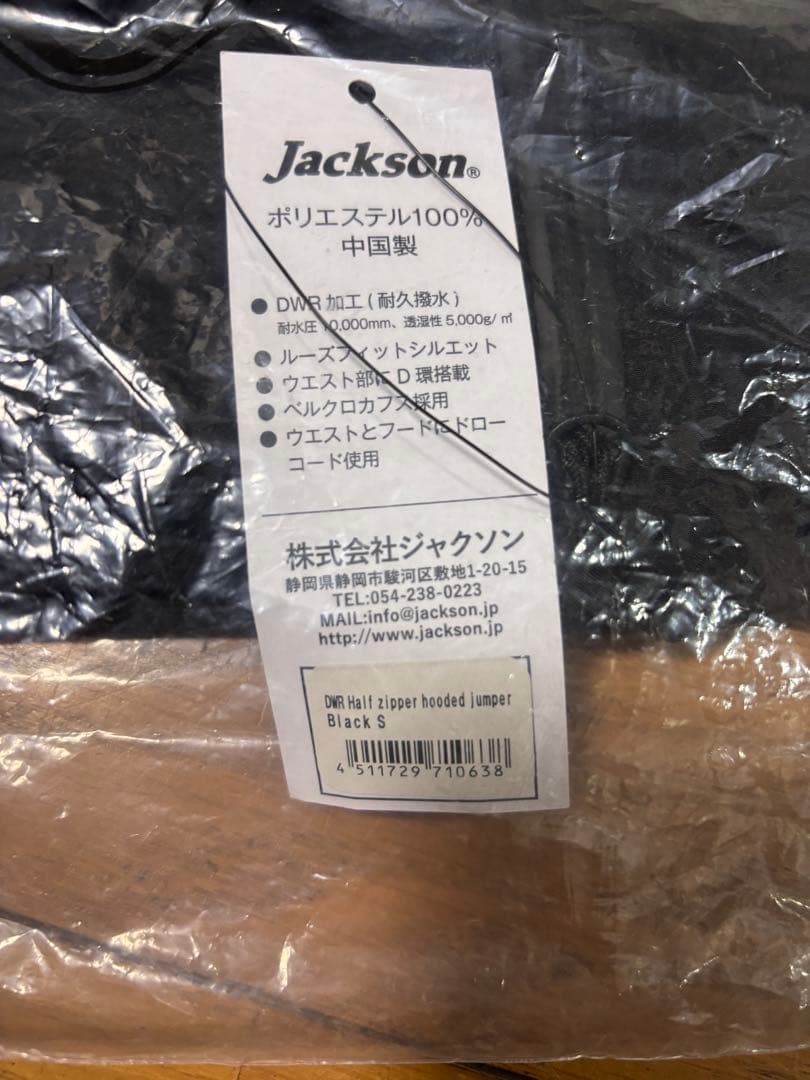 Jackson®
ポリエステル100%
中国製
● DWR 加工 ( 耐久撥水 )
耐水圧 10,000mm、透湿性 5,000g/㎡
● ルーズフィットシルエット
● ウエスト部に D 環搭載
● ベルクロカフス採用
● ウエストとフードにドロー
コード使用
株式会社ジャクソン
静岡県静岡市駿河区敷地1-20-15
TEL:054-238-0223
MAIL:info@jackson.jp
http://www.jackson.jp
DWR Half zipper hooded jumper
Black S
4 511729 710638